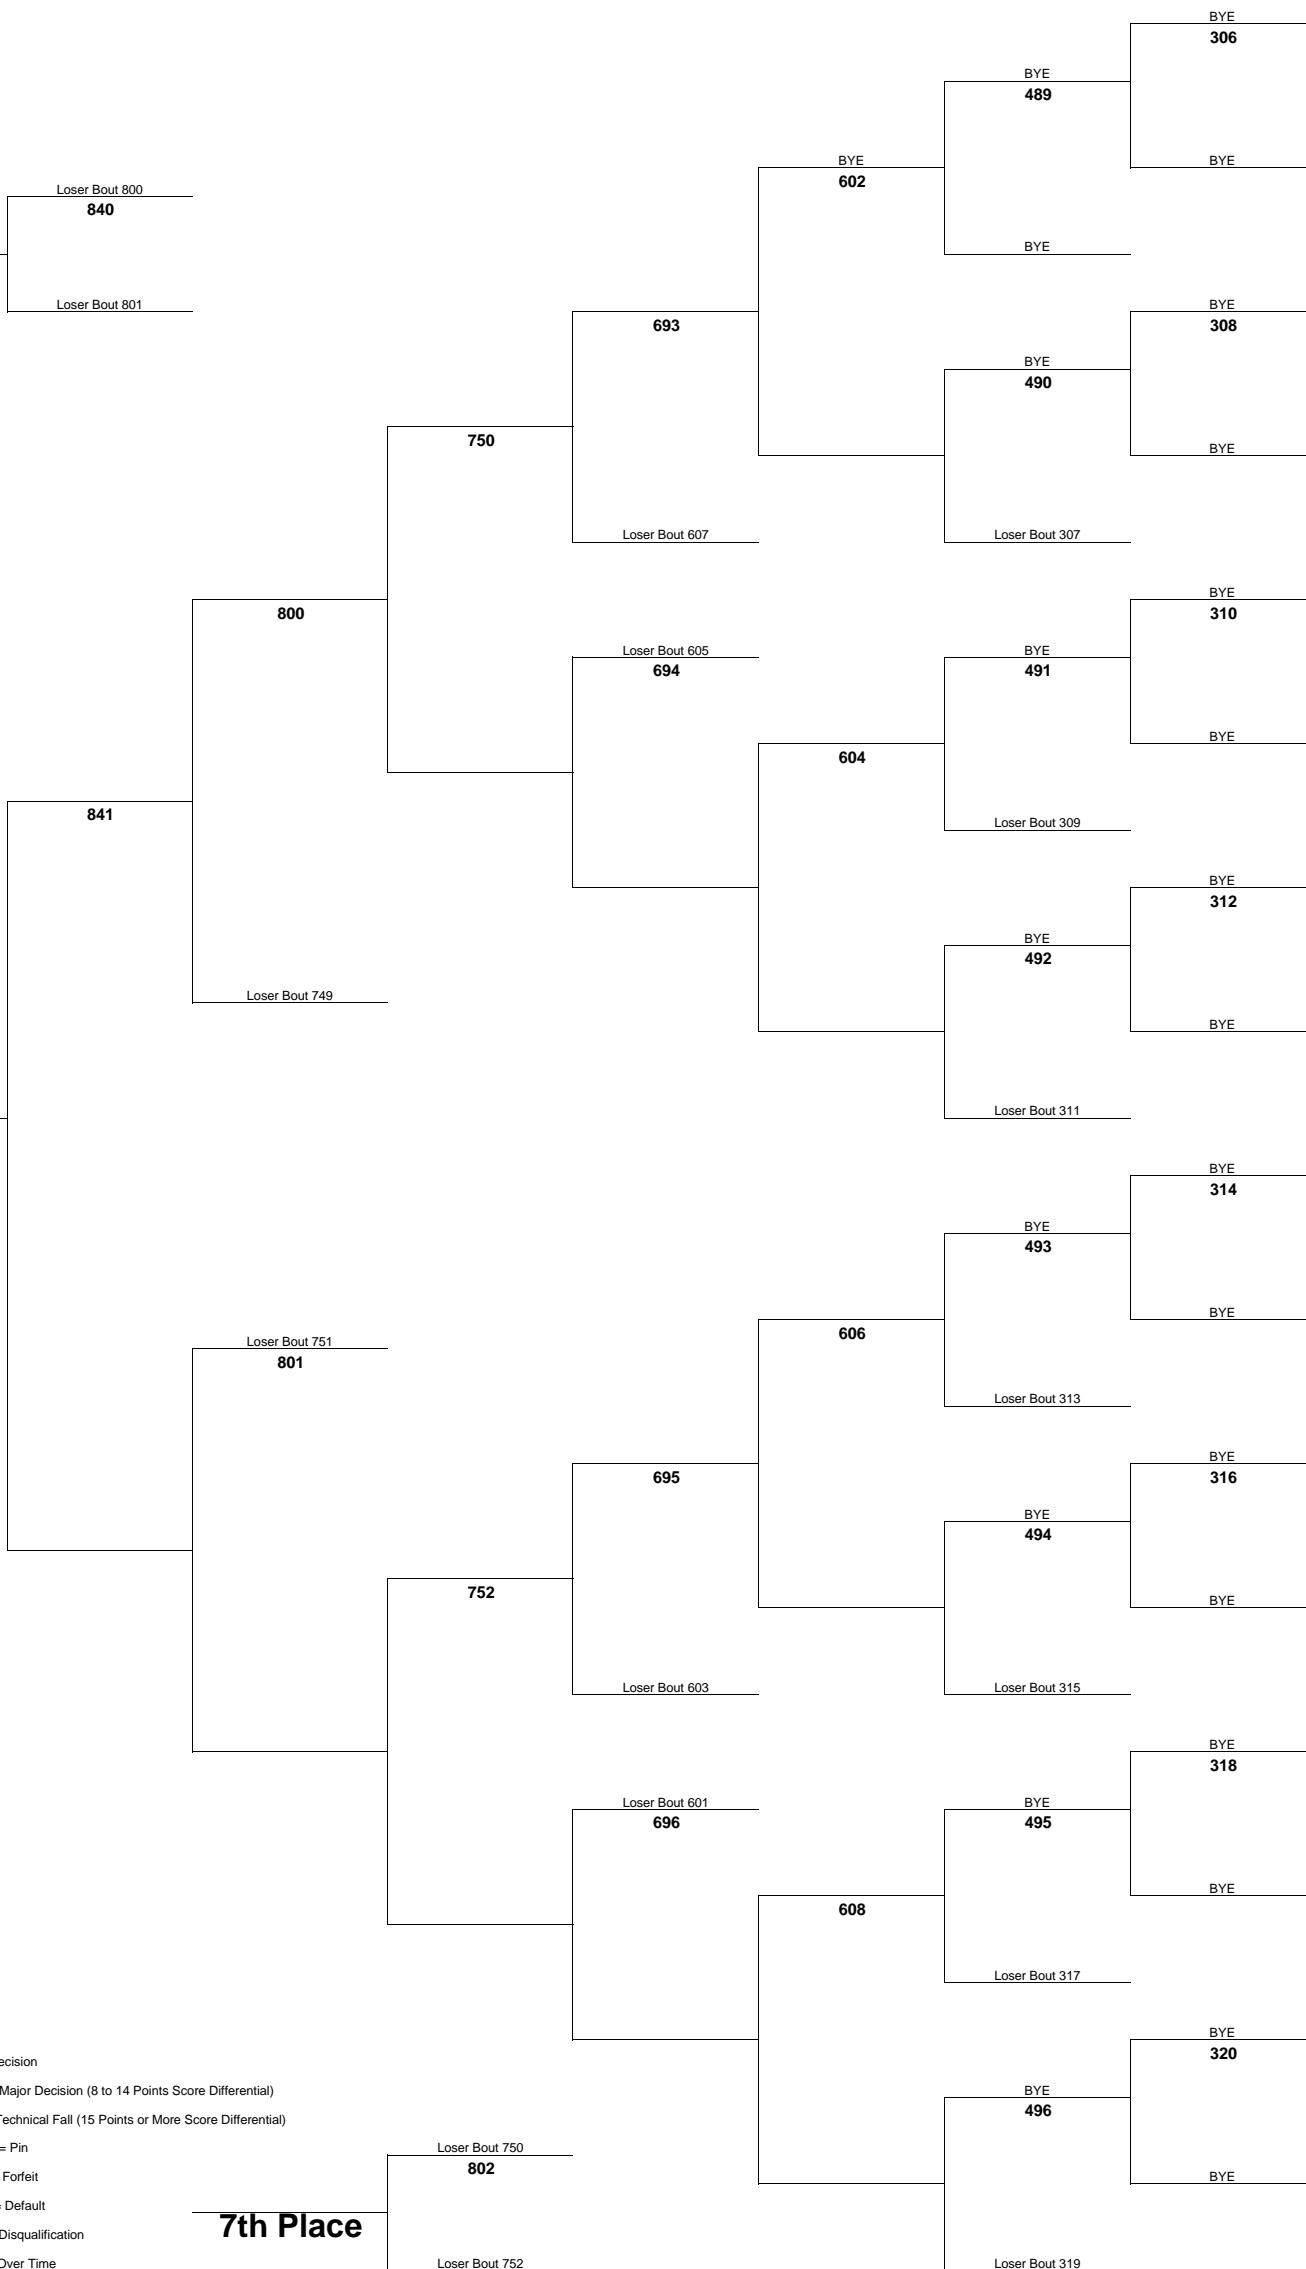 BYE
306
BYE
489
BYE
602
BYE
Loser Bout 800
840
BYE
Loser Bout 801
BYE
308
693
BYE
490
750
BYE
Loser Bout 607
Loser Bout 307
BYE
310
800
Loser Bout 605
694
BYE
491
BYE
604
841
Loser Bout 309
BYE
312
BYE
492
Loser Bout 749
BYE
Loser Bout 311
BYE
314
BYE
493
BYE
606
Loser Bout 751
801
Loser Bout 313
BYE
316
695
BYE
494
752
BYE
Loser Bout 603
Loser Bout 315
BYE
318
Loser Bout 601
696
BYE
495
BYE
608
Loser Bout 317
BYE
320
ecision
Major Decision (8 to 14 Points Score Differential)
BYE
496
Technical Fall (15 Points or More Score Differential)
= Pin
Loser Bout 750
802
Forfeit
BYE
= Default
7th Place
Disqualification
Over Time
Loser Bout 752
Loser Bout 319